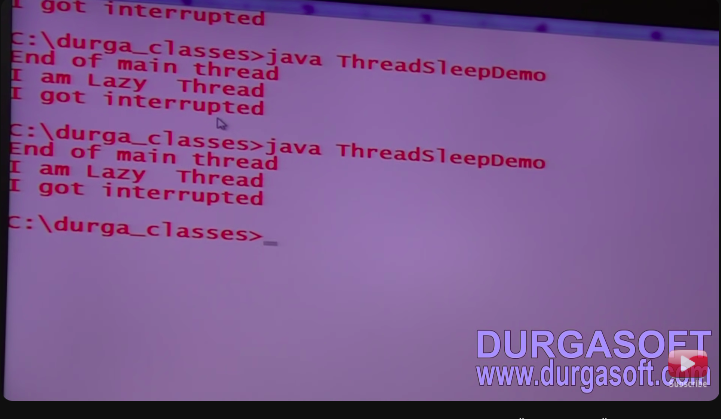 I got interrupted
C:\durga_classes>java ThreadSleepDemo
End of main thread
I am Lazy  Thread
I got interrupted
C:\durga_classes>java ThreadSleepDemo
End of main thread
I am Lazy  Thread
I got interrupted
C:\durga_classes>_
DURGASOFT
www.durgasoft.com
Subscribe